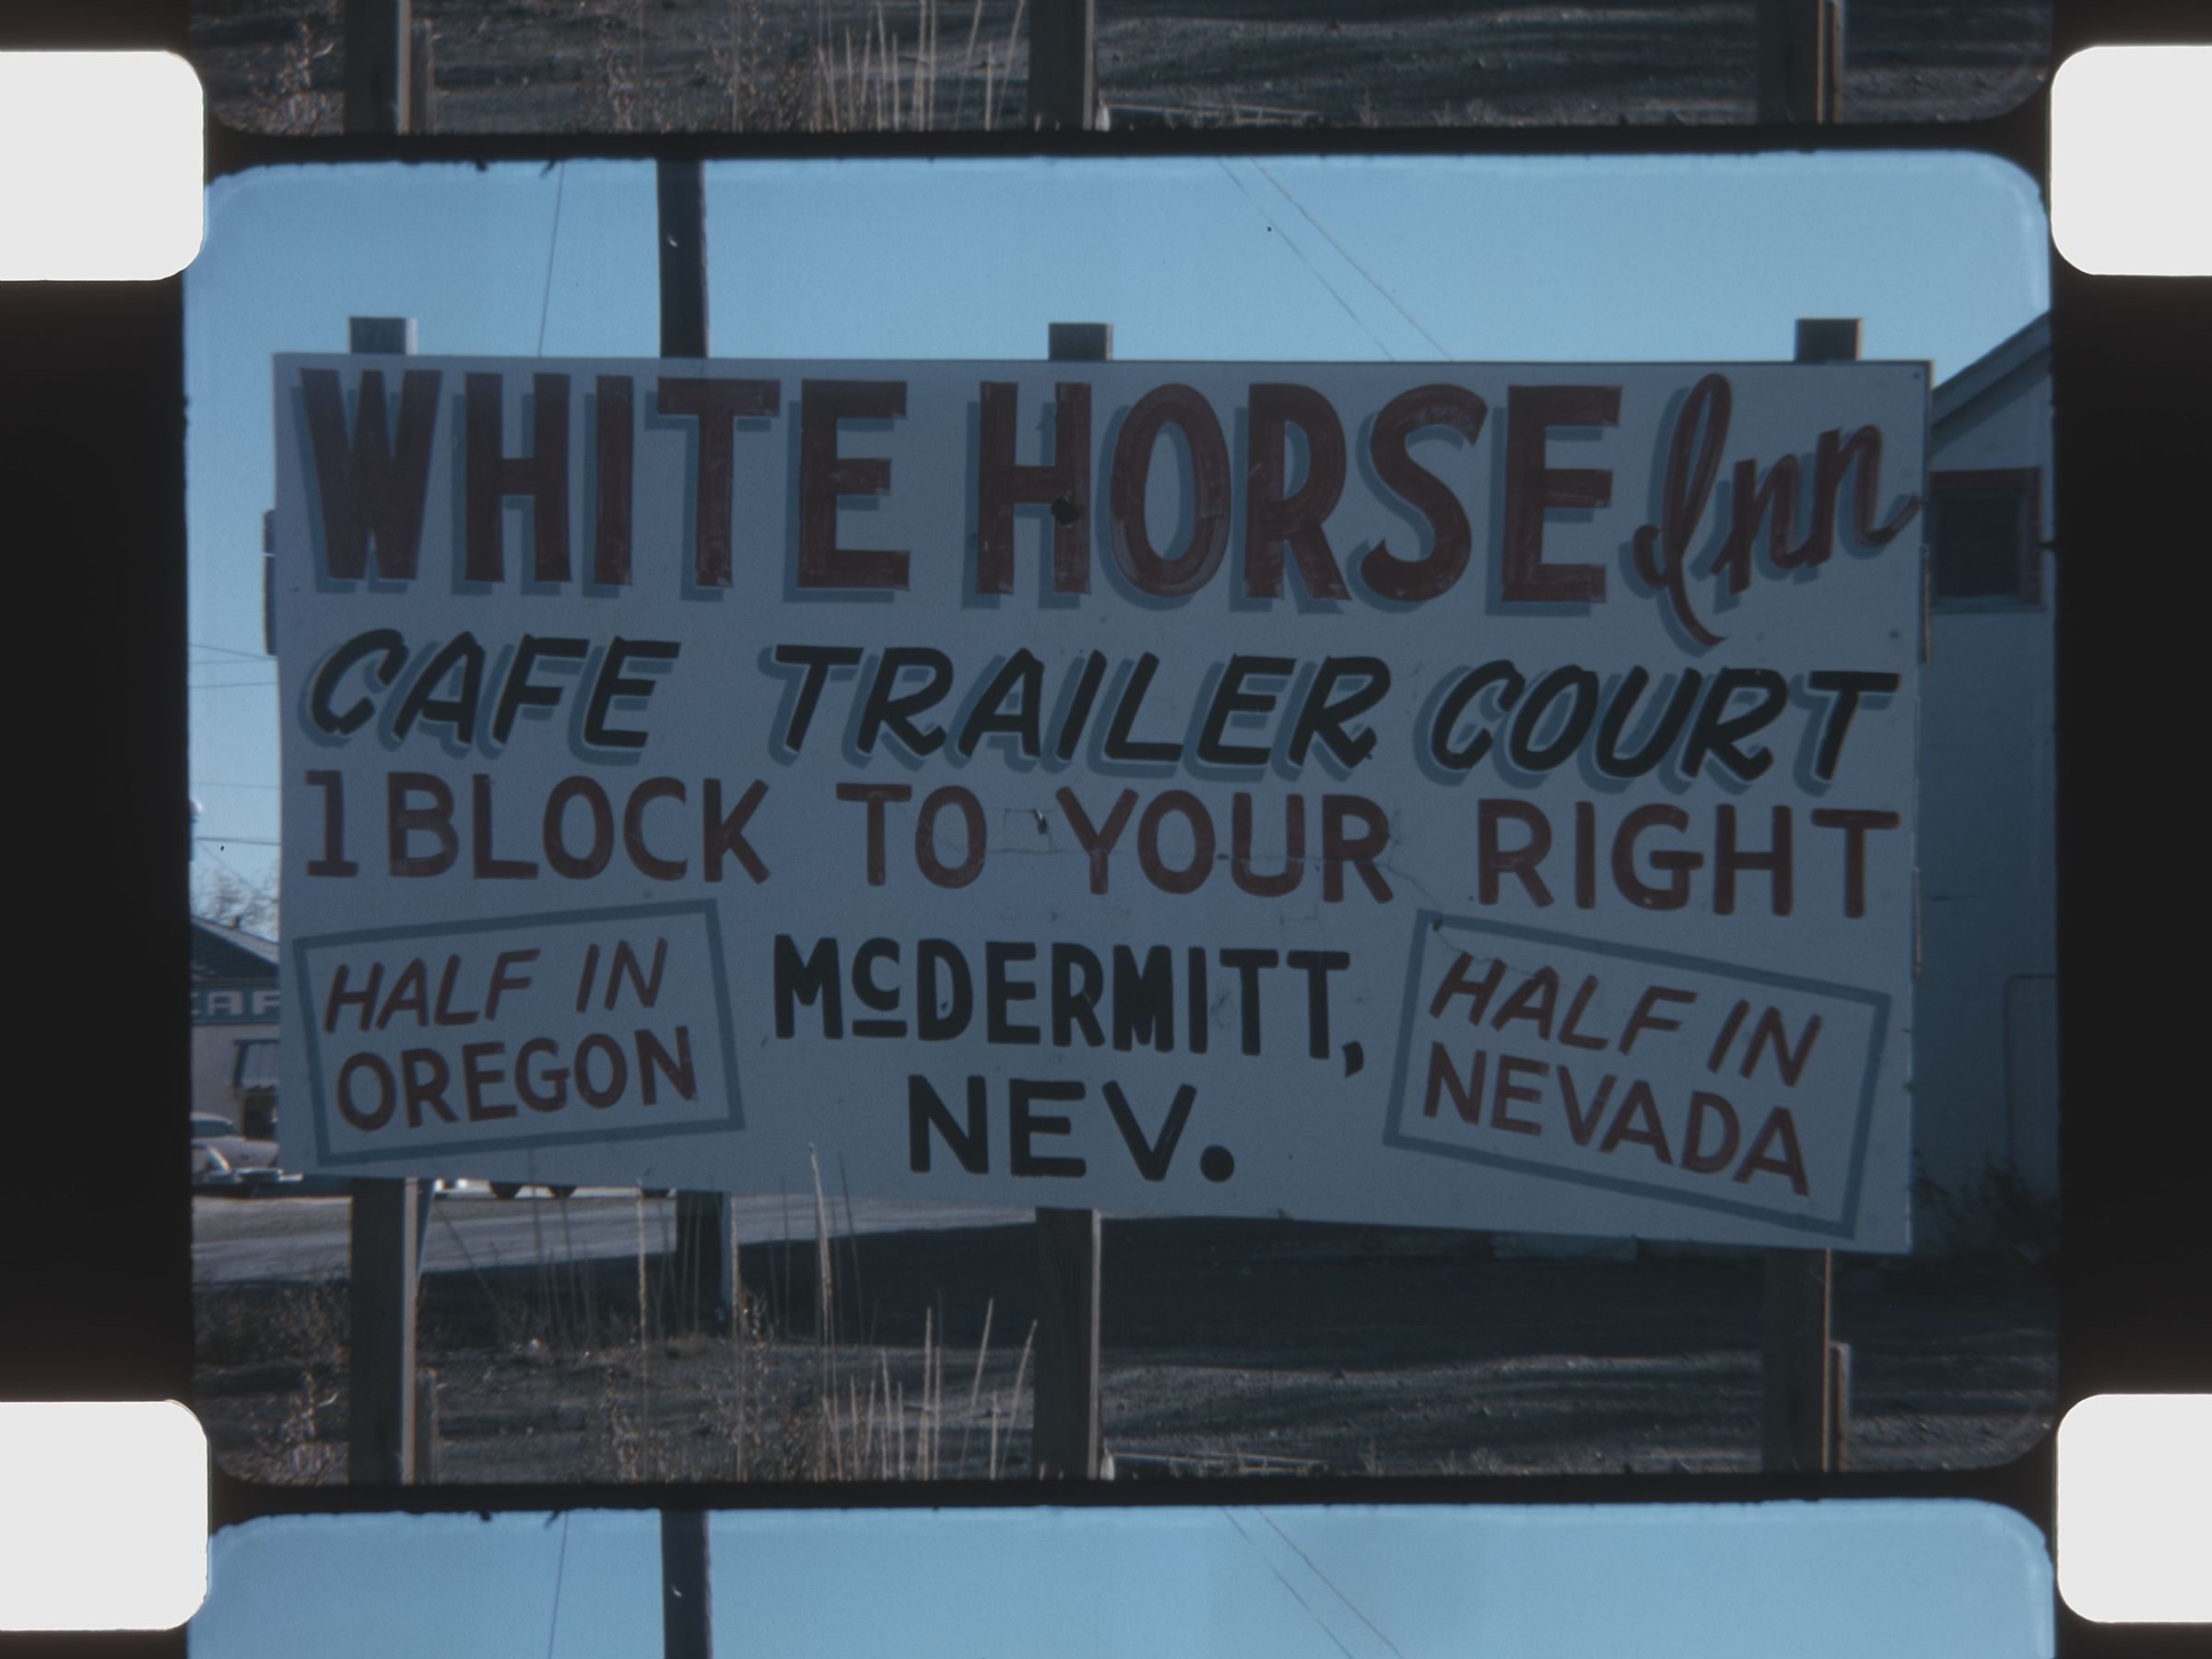 WHITE HORSE Inn
CAFE TRAILER COURT
1 BLOCK TO YOUR RIGHT
HALF IN
OREGON
McDERMITT,
NEV.
HALF IN
NEVADA